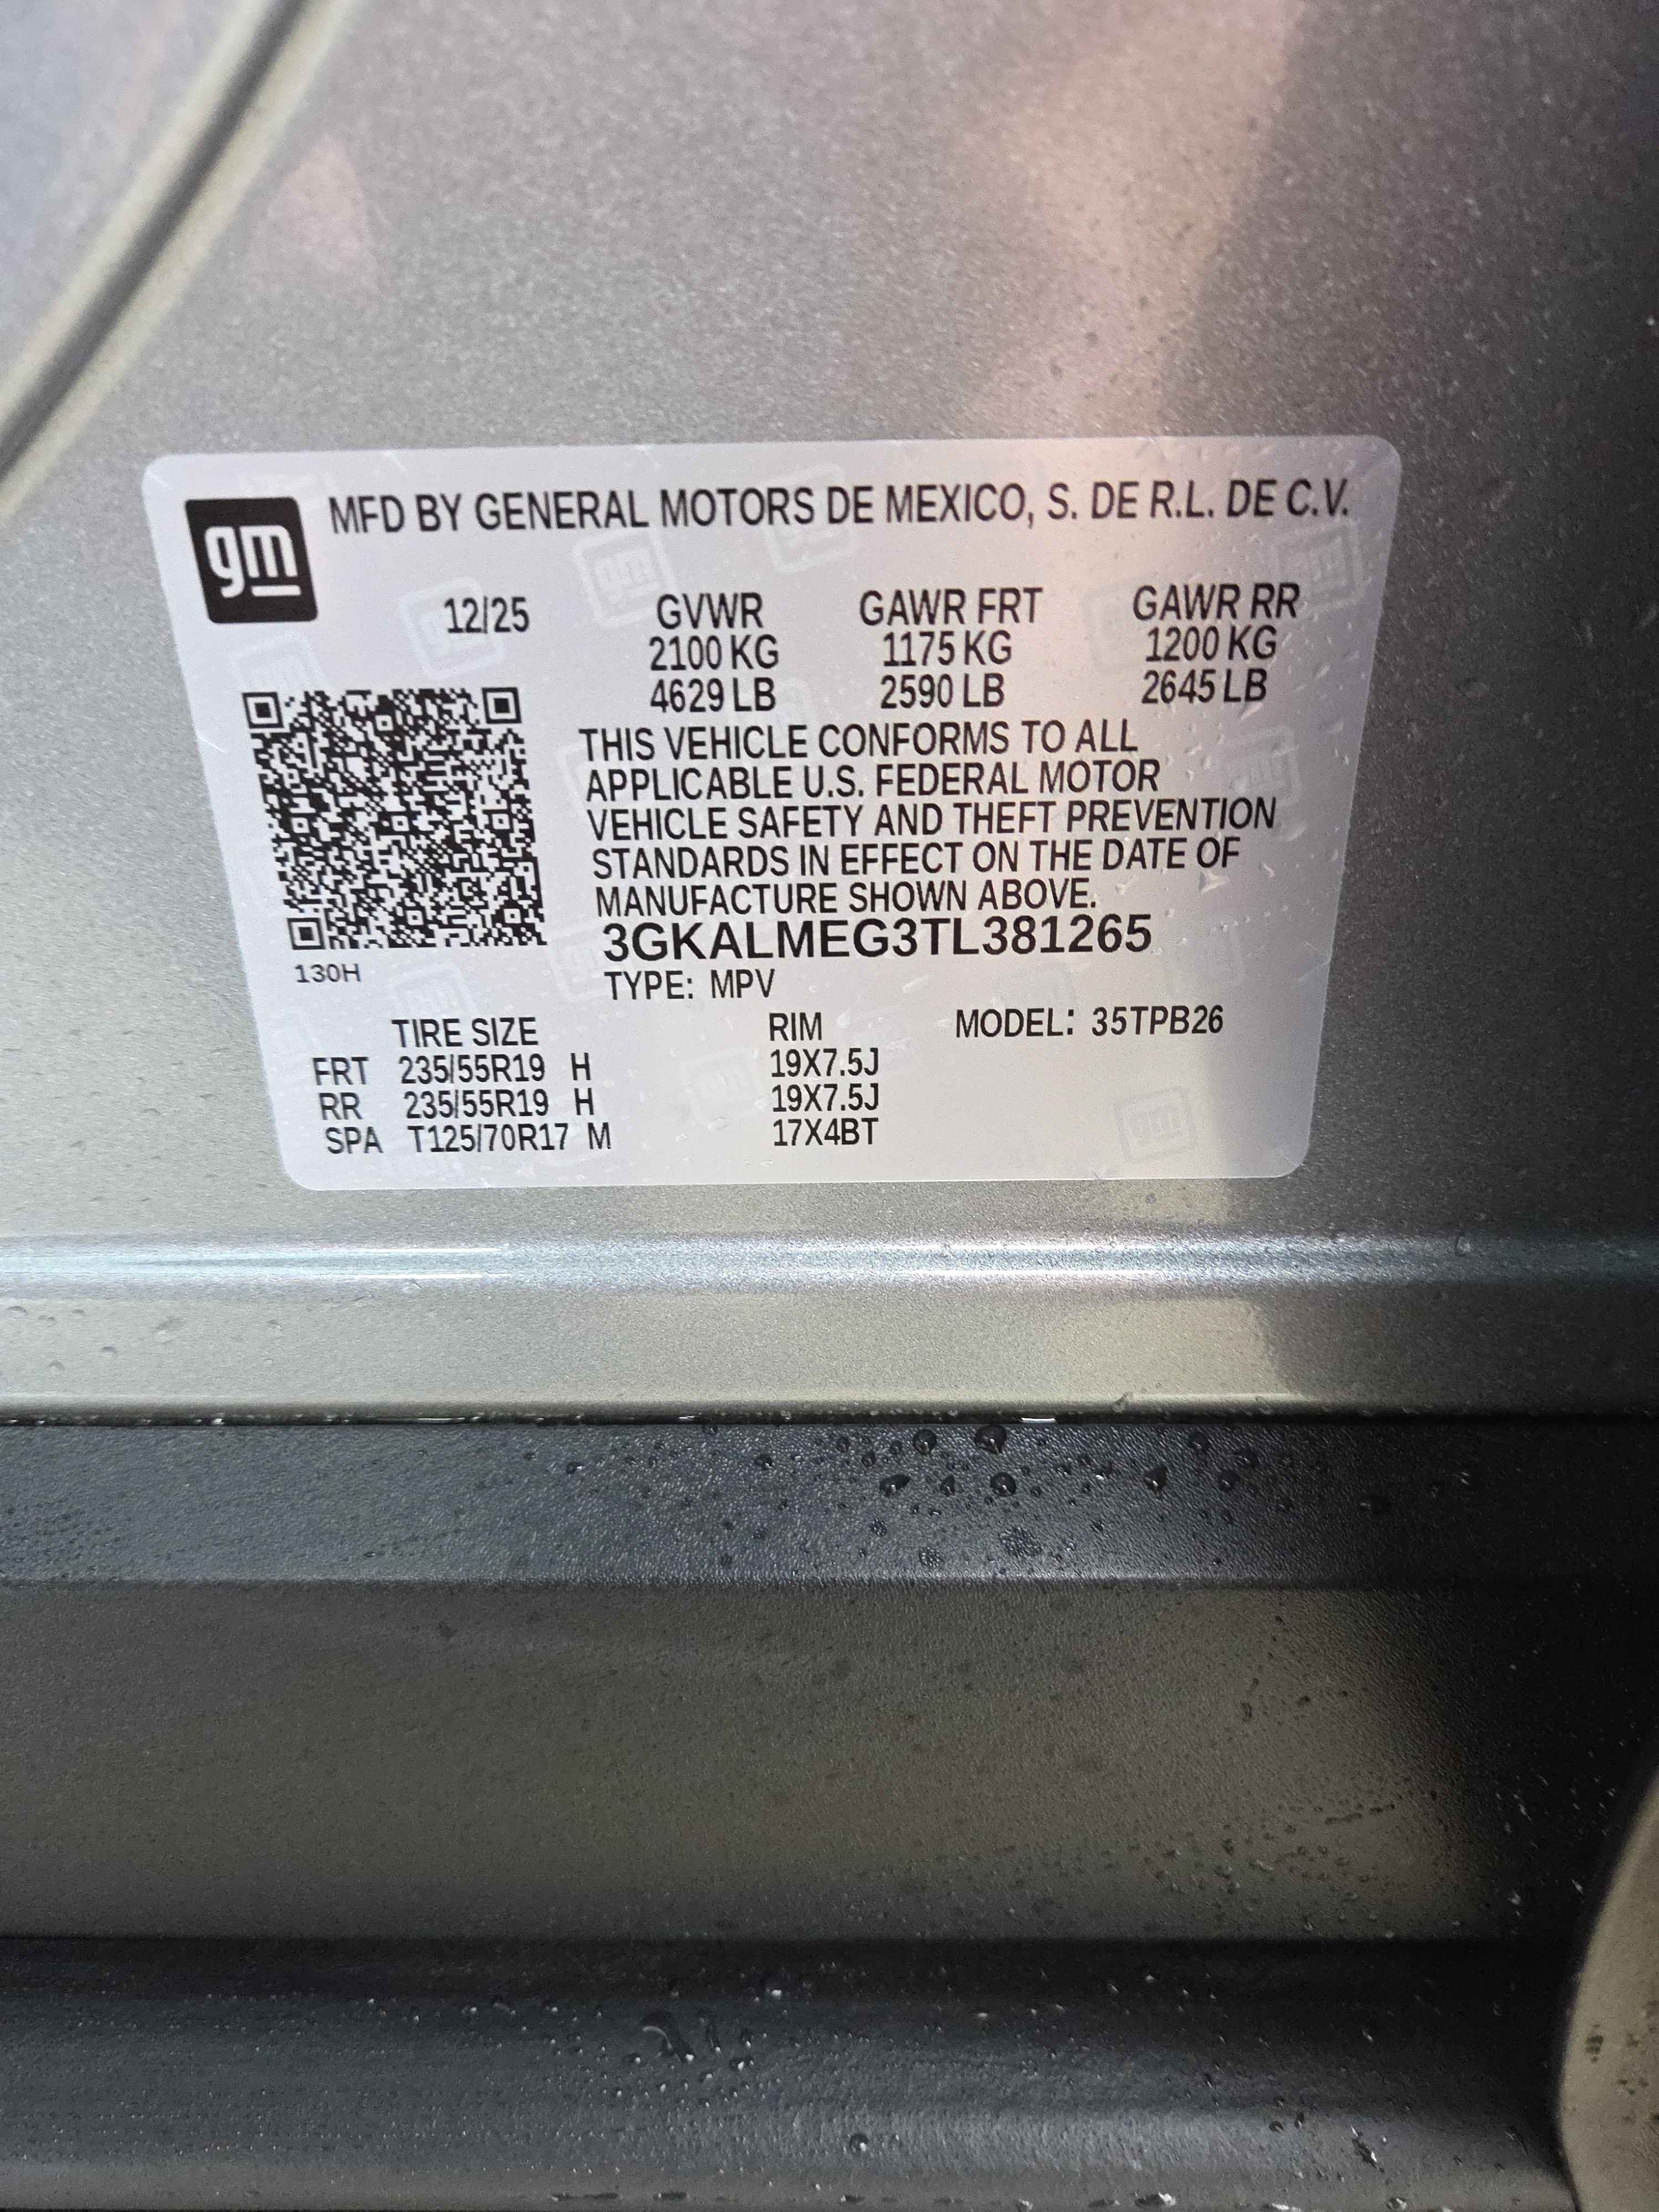 gm
MFD BY GENERAL MOTORS DE MEXICO, S. DE R.L. DE C.V.
12/25 GVWR GAWR FRT GAWR RR
2100 KG 1175 KG 1200 KG
4629 LB 2590 LB 2645 LB
THIS VEHICLE CONFORMS TO ALL
APPLICABLE U.S. FEDERAL MOTOR
VEHICLE SAFETY AND THEFT PREVENTION
STANDARDS IN EFFECT ON THE DATE OF
MANUFACTURE SHOWN ABOVE.
3GKALMEG3TL381265
130H
TYPE: MPV
TIRE SIZE RIM MODEL: 35TPB26
FRT 235/55R19 H 19X7.5J
RR 235/55R19 H 19X7.5J
SPA T125/70R17 M 17X4BT